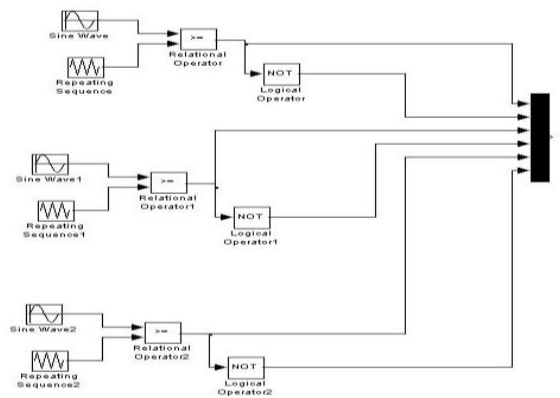 Sine Wave
>=
Relational
Operator
Repeating
Sequence
NOT
Logical
Operator
Sine Wave1
>=
Relational
Operator1
Repeating
Sequence1
NOT
Logical
Operator1
Sine Wave2
>=
Relational
Operator2
Repeating
Sequence2
NOT
Logical
Operator2